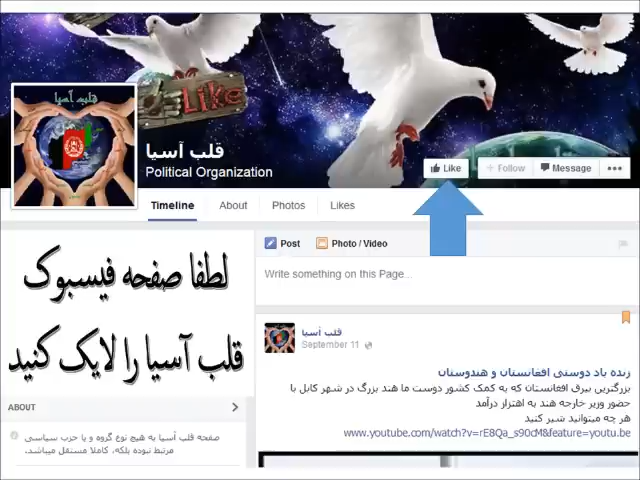 قلب آسیا
Like
قلب آسیا
Political Organization
Like
Follow
Message
Timeline
About
Photos
Likes
لطفا صفحه فیسبوک
قلب آسیا را لایک کنید
ABOUT
صفحه قلب آسیا به هیچ نوع گروه و یا حزب سیاسی
مرتبط نبوده بلکه، کاملا مستقل میباشد.
Post
Photo / Video
Write something on this Page...
قلب آسیا
September 11
زنده باد دوستی افغانستان و هندوستان
بزرگترین بیرق افغانستان که به کمک کشور دوست ما هند بزرگ در شهر کابل با
حضور وزیر خارجه هند به اهتزار درآمد
هر چه میتوانید شیر کنید
www.youtube.com/watch?v=rE8Qa_s90cM&feature=youtu.be